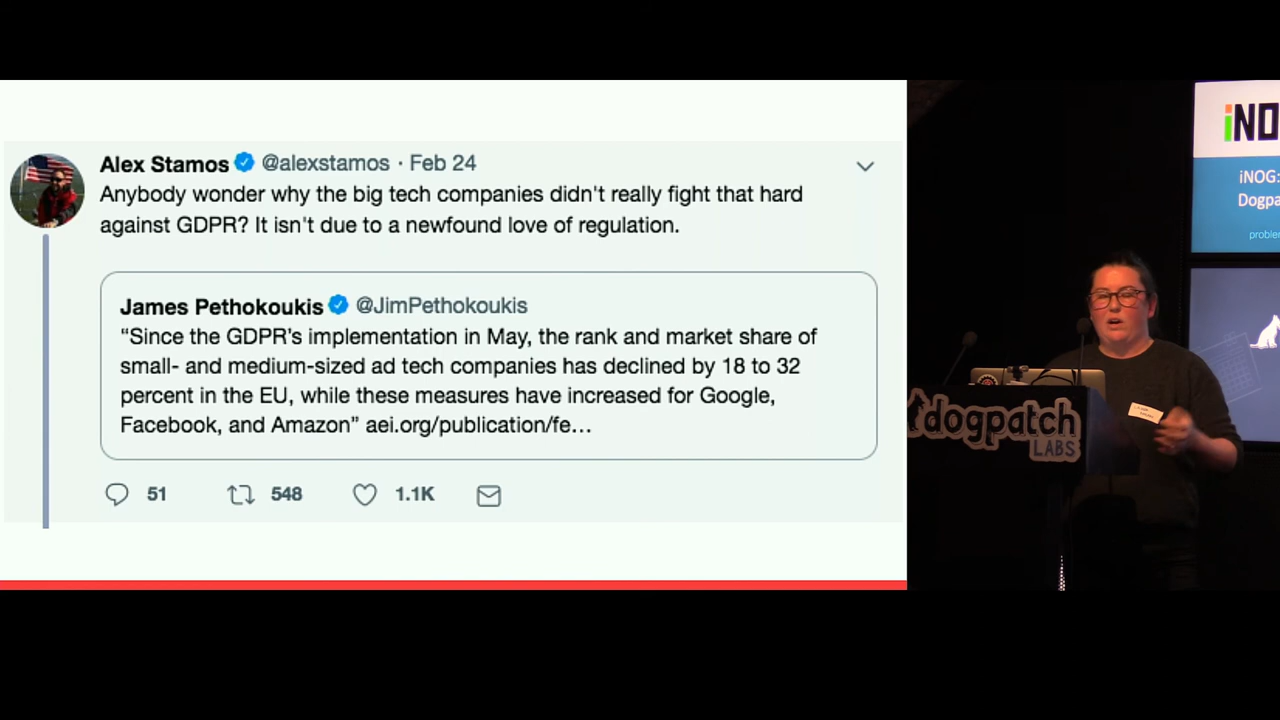 Alex Stamos @alexstamos · Feb 24
Anybody wonder why the big tech companies didn't really fight that hard
against GDPR? It isn't due to a newfound love of regulation.
James Pethokoukis @JimPethokoukis
“Since the GDPR’s implementation in May, the rank and market share of
small- and medium-sized ad tech companies has declined by 18 to 32
percent in the EU, while these measures have increased for Google,
Facebook, and Amazon” aei.org/publication/fe…
51 548 1.1K
iNO
iNOG:
Dogpa
problem
dogpatch
LABS